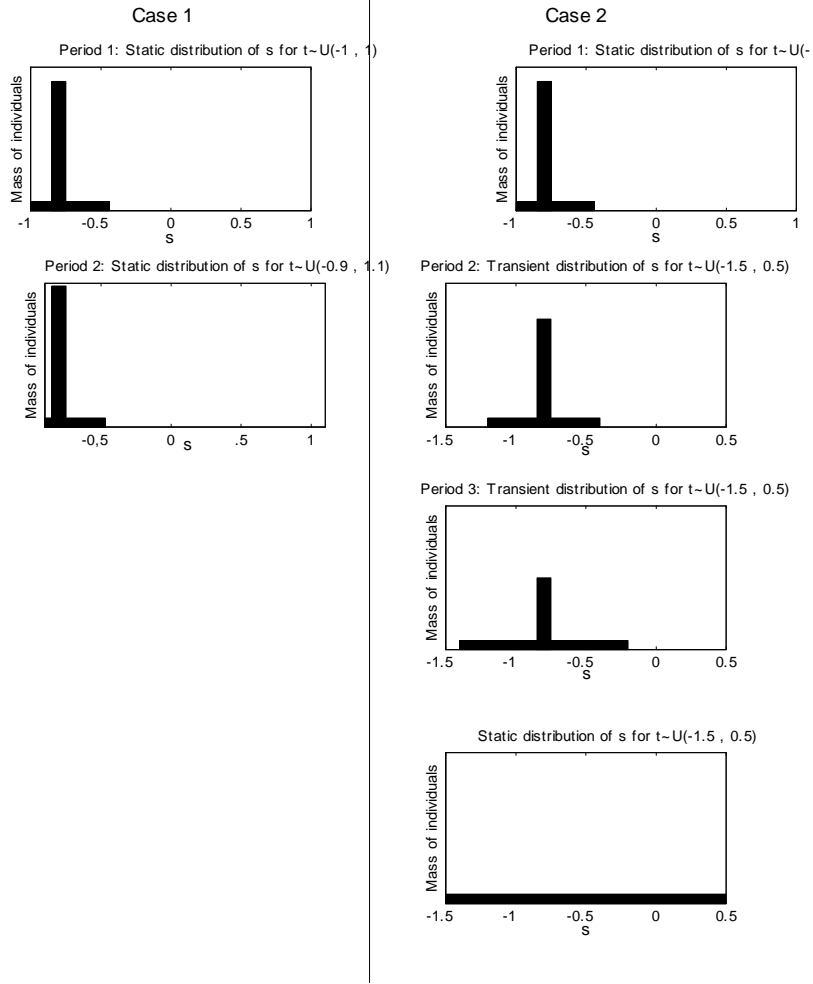 Case 1
Period 1: Static distribution of s for t~U(-1 , 1)
Mass of individuals
-1 -0.5 0 0.5 1
s
Period 2: Static distribution of s for t~U(-0.9 , 1.1)
Mass of individuals
-0,5 0 .5 1
s
Case 2
Period 1: Static distribution of s for t~U(-
Mass of individuals
-1 -0.5 0 0.5 1
s
Period 2: Transient distribution of s for t~U(-1.5 , 0.5)
Mass of individuals
-1.5 -1 -0.5 0 0.5
s
Period 3: Transient distribution of s for t~U(-1.5 , 0.5)
Mass of individuals
-1.5 -1 -0.5 0 0.5
s
Static distribution of s for t~U(-1.5 , 0.5)
Mass of individuals
-1.5 -1 -0.5 0 0.5
s